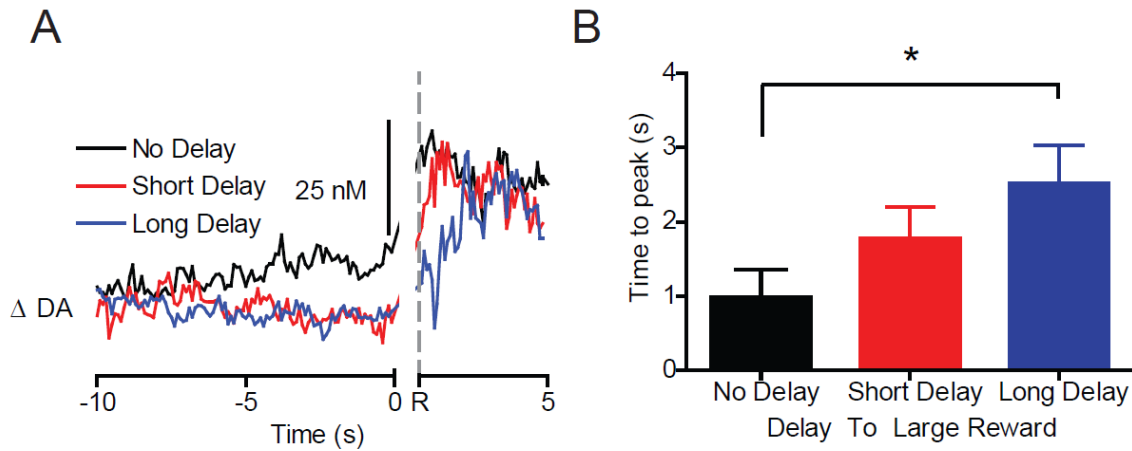 A
No Delay
Short Delay
Long Delay
25 nM
Δ DA
-10
-5
0
R
5
Time (s)
B
*
Time to peak (s)
4
3
2
1
0
No Delay Short Delay Long Delay
Delay To Large Reward